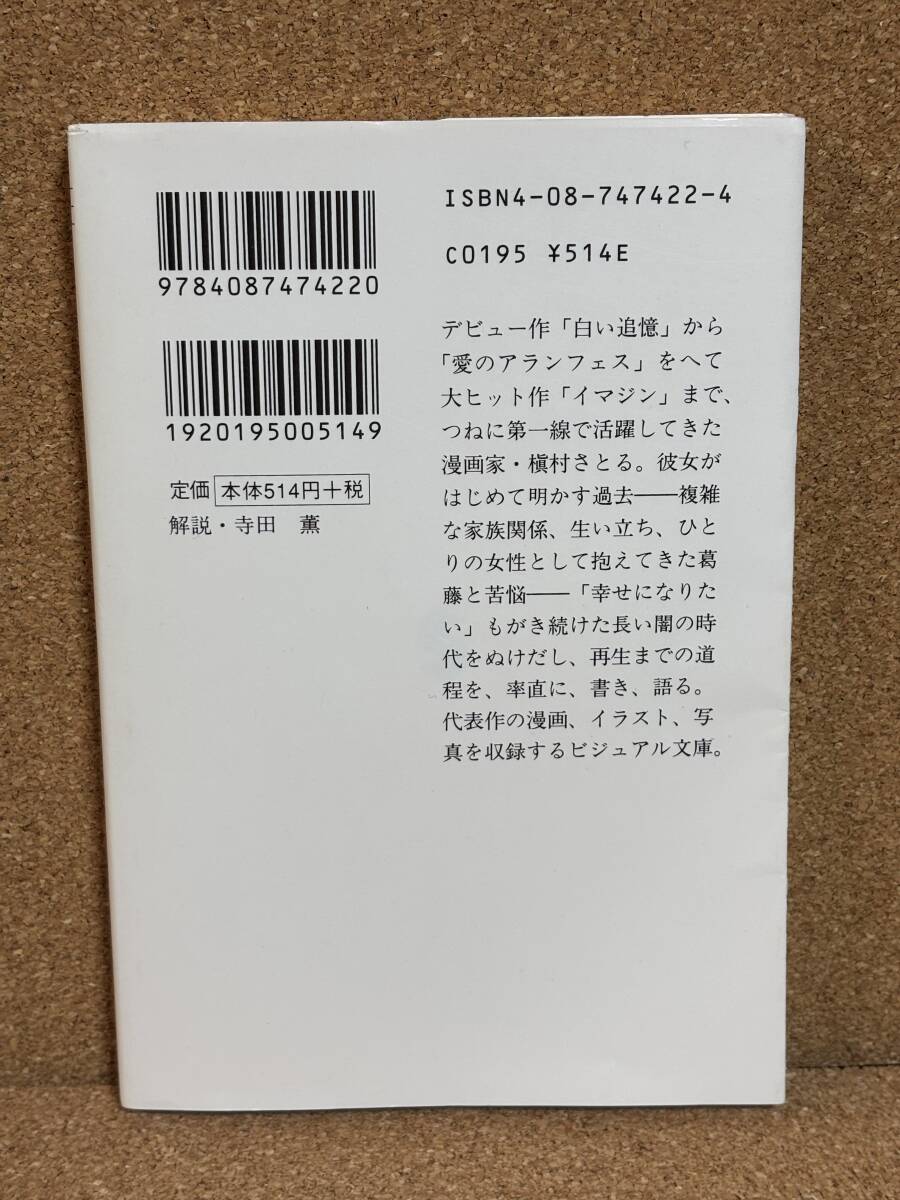 9784087474220
1920195005149
定価 本体514円+税
解説・寺田 薫
ISBN4-08-747422-4
C0195 ¥514E
デビュー作「白い追憶」から
「愛のアランフェス」をへて
大ヒット作「イマジン」まで、
つねに第一線で活躍してきた
漫画家・槇村さとる。彼女が
はじめて明かす過去――複雑
な家族関係、生い立ち、ひと
りの女性として抱えてきた葛
藤と苦悩――「幸せになりた
い」もがき続けた長い闇の時
代をぬけだし、再生までの道
程を、率直に、書き、語る。
代表作の漫画、イラスト、写
真を収録するビジュアル文庫。